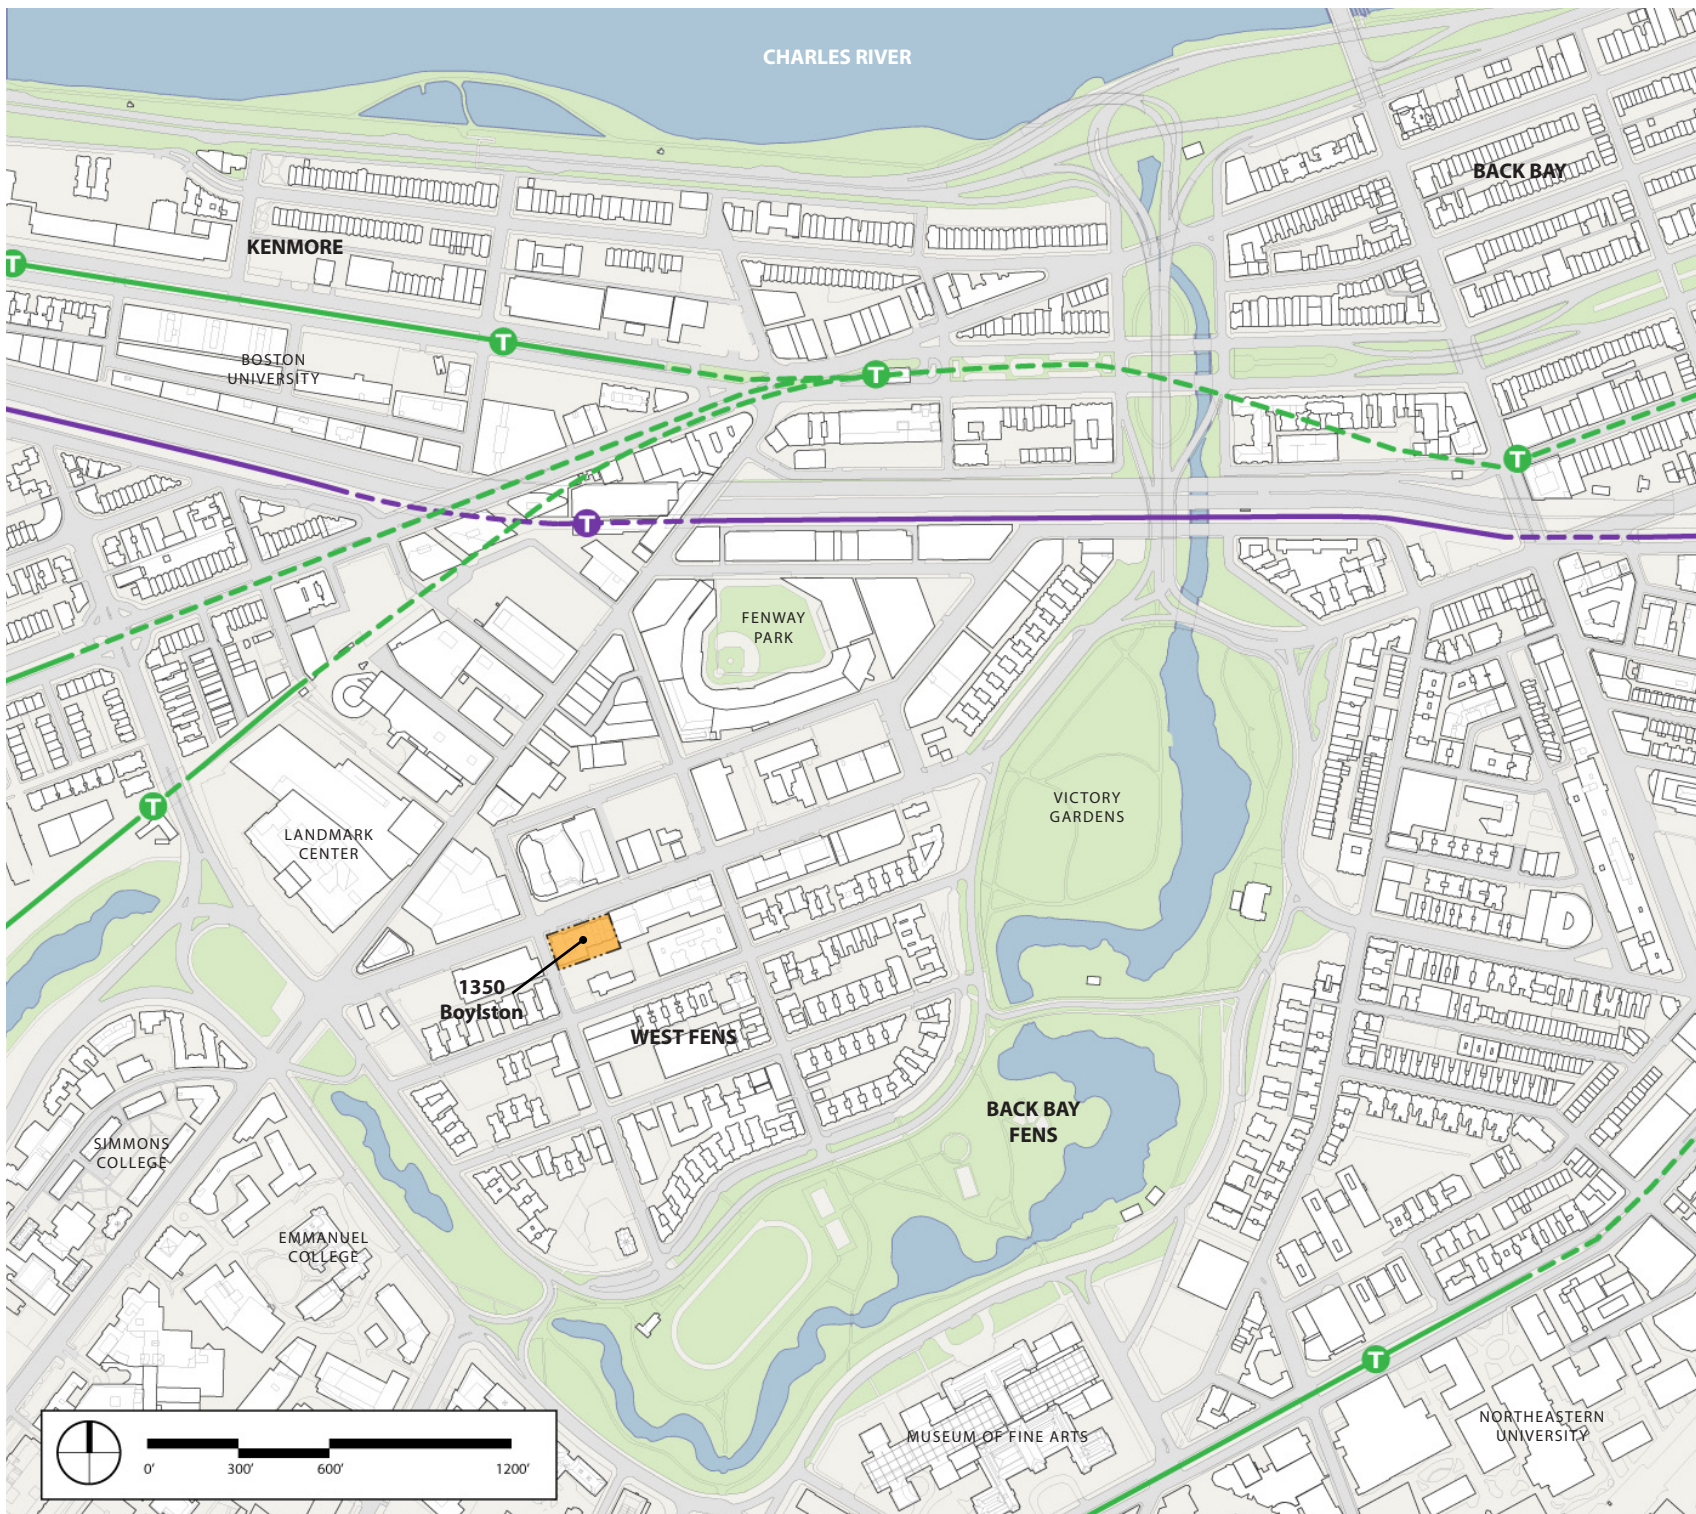 CHARLES RIVER
BACK BAY
KENMORE
T
T
BOSTON
UNIVERSITY
T
T
T
FENWAY
PARK
T
LANDMARK
CENTER
VICTORY
GARDENS
1350
Boylston
WEST FENS
BACK BAY
FENS
SIMMONS
COLLEGE
EMMANUEL
COLLEGE
T
MUSEUM OF FINE ARTS
NORTHEASTERN
UNIVERSITY
0' 300' 600' 1200'